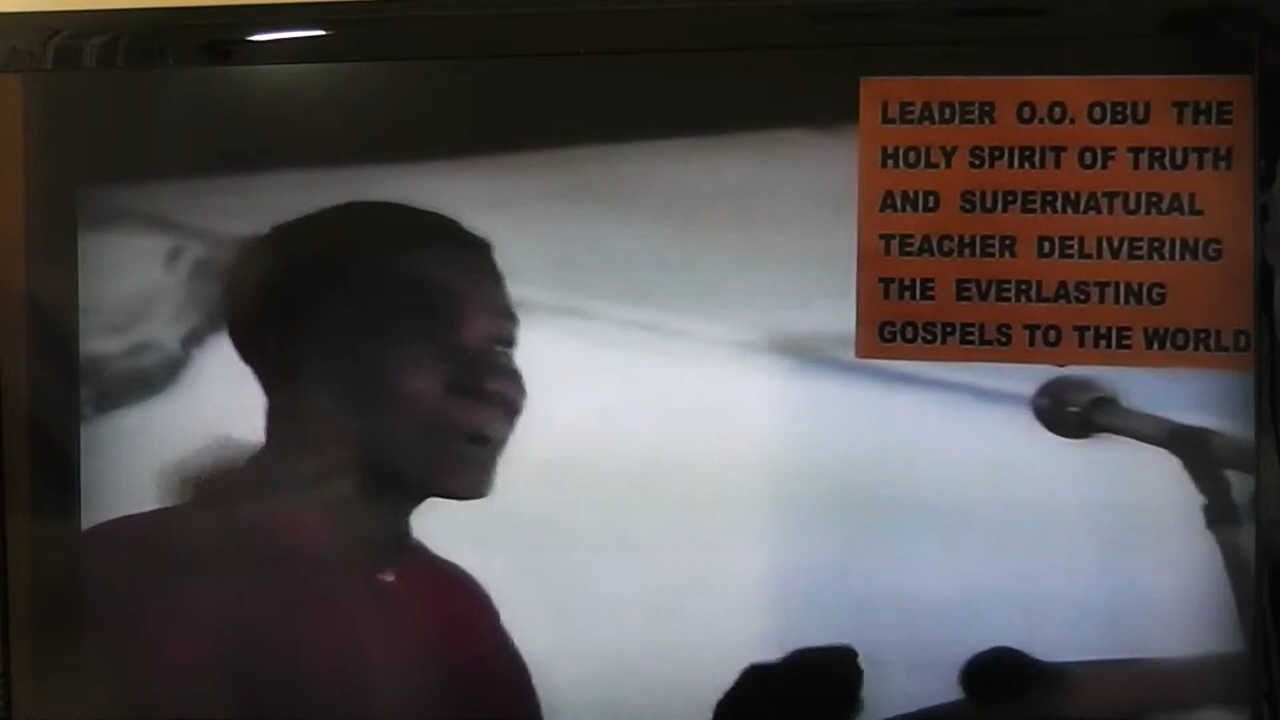 LEADER O.O. OBU THE
HOLY SPIRIT OF TRUTH
AND SUPERNATURAL
TEACHER DELIVERING
THE EVERLASTING
GOSPELS TO THE WORLD